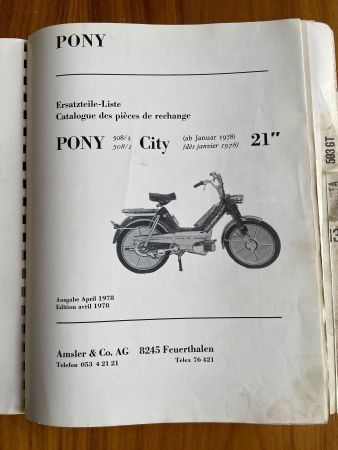 PONY
Ersatzteile-Liste
Catalogue des pièces de rechange
PONY 508/1 City (ab Januar 1978) 21"
508/2 (dès janvier 1978)
Ausgabe April 1978
Edition avril 1978
Amsler & Co. AG 8245 Feuerthalen
Telefon 053 4 21 21 Telex 76 421
503 GT